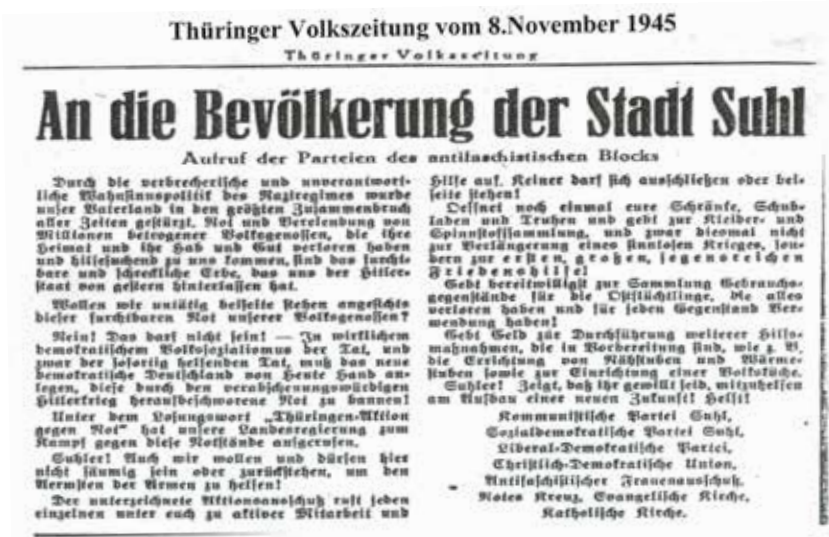 Thüringer Volkszeitung vom 8.November 1945
Thüringer Volkszeitung
An die Bevölkerung der Stadt Suhl
Aufruf der Parteien des antifaschistischen Blocks
Durch die verbrecherische und unverantwort-
liche Wahnsinnspolitik des Naziregimes wurde
unser Vaterland in den größten Zusammenbruch
aller Zeiten gestürzt. Not und Verelendung von
Millionen betrogener Volksgenossen, die ihre
Heimat und ihr Hab und Gut verloren haben
und hilfesuchend zu uns kommen, sind das furcht-
bare und schreckliche Erbe, das uns der Hitler-
staat von gestern hinterlassen hat.
Wollen wir untätig beiseite stehen angesichts
dieser furchtbaren Not unserer Volksgenossen?
Nein! Das darf nicht sein! — In wirklichem
demokratischem Volkssozialismus der Tat, und
zwar der sofortig helfenden Tat, muß das neue
demokratische Deutschland von Heute Hand an-
legen, diese durch den verabscheuungswürdigen
Hitlerkrieg heraufbeschworene Not zu bannen!
Unter dem Losungswort „Thüringen-Aktion
gegen Not“ hat unsere Landesregierung zum
Kampf gegen diese Notstände aufgerufen.
Suhler! Auch wir wollen und dürfen hier
nicht säumig sein oder zurückstehen, um den
Aermsten der Armen zu helfen!
Der unterzeichnete Aktionsausschuß ruft jeden
einzelnen unter euch zu aktiver Mitarbeit und
Hilfe auf. Keiner darf sich ausschließen oder bei-
seite stehen!
Oeffnet noch einmal eure Schränke, Schub-
laden und Truhen und gebt zur Kleider- und
Spinnstoffsammlung, und zwar diesmal nicht
zur Verlängerung eines sinnlosen Krieges, son-
dern zur ersten, großen, segensreichen
Friedenshilfe!
Gebt bereitwilligst zur Sammlung Gebrauchs-
gegenstände für die Ostflüchtlinge, die alles
verloren haben und für jeden Gegenstand Ver-
wendung haben!
Gebt Geld zur Durchführung weiterer Hilfs-
maßnahmen, die in Vorbereitung sind, wie z. B.
die Errichtung von Nähstuben und Wärme-
stuben sowie zur Einrichtung einer Volksküche.
Suhler! Zeigt, daß ihr gewillt seid, mitzuhelfen
am Aufbau einer neuen Zukunft! Helft!
Kommunistische Partei Suhl,
Sozialdemokratische Partei Suhl,
Liberal-Demokratische Partei,
Christlich-Demokratische Union,
Antifaschistischer Frauenausschuß,
Rotes Kreuz, Evangelische Kirche,
Katholische Kirche.